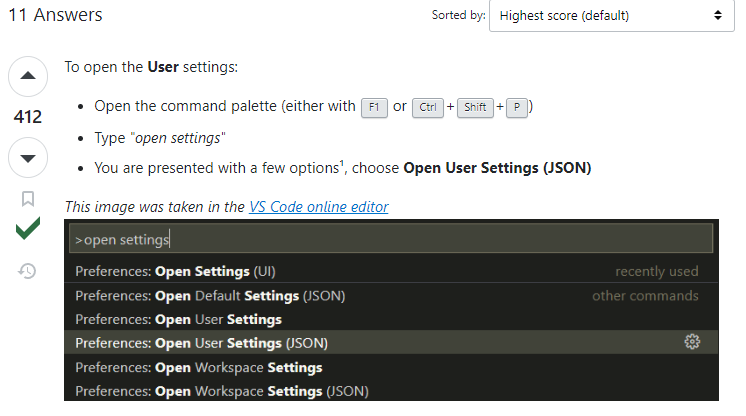 11 Answers
Sorted by: Highest score (default)
To open the User settings:
412
• Open the command palette (either with F1 or Ctrl + Shift + P)
• Type "open settings"
• You are presented with a few options¹, choose Open User Settings (JSON)
This image was taken in the VS Code online editor
>open settings
Preferences: Open Settings (UI) recently used
Preferences: Open Default Settings (JSON) other commands
Preferences: Open User Settings
Preferences: Open User Settings (JSON)
Preferences: Open Workspace Settings
Preferences: Open Workspace Settings (JSON)